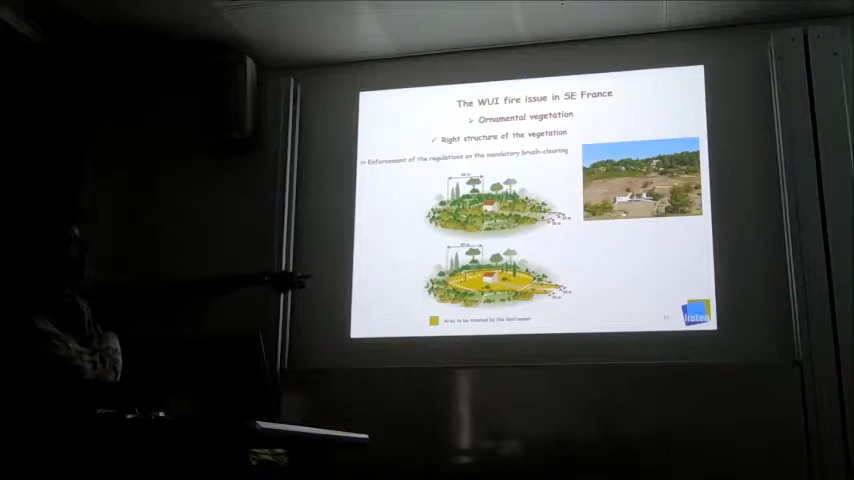 The WUI fire issue in SE France
➢ Ornamental vegetation
✓ Right structure of the vegetation
⇨ Enforcement of the regulations on the mandatory brush-clearing
Area to be treated by the land owner
irstea